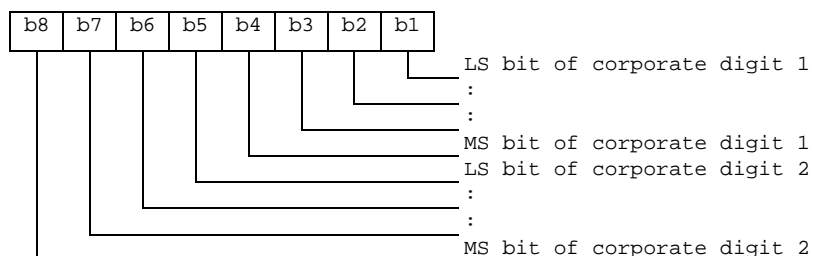 b8 b7 b6 b5 b4 b3 b2 b1
LS bit of corporate digit 1
:
:
MS bit of corporate digit 1
LS bit of corporate digit 2
:
:
MS bit of corporate digit 2